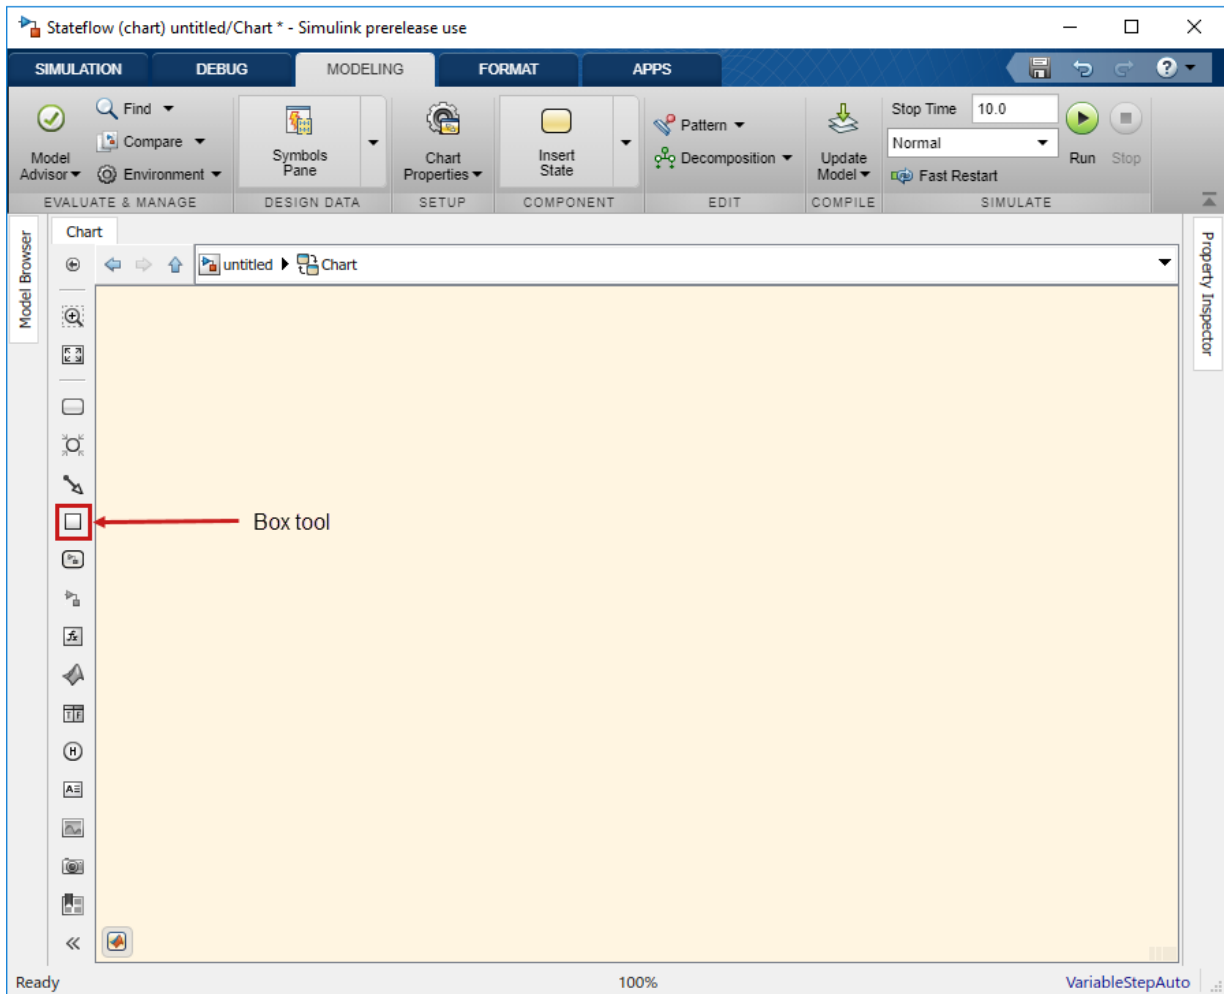 Stateflow (chart) untitled/Chart * - Simulink prerelease use
SIMULATION DEBUG MODELING FORMAT APPS
?
Model
Advisor
Find
Compare
Environment
Symbols
Pane
Chart
Properties
Insert
State
Pattern
Decomposition
Update
Model
Stop Time 10.0
Normal
Fast Restart
Run
Stop
EVALUATE & MANAGE DESIGN DATA SETUP COMPONENT EDIT COMPILE SIMULATE
Model Browser
Chart
untitled Chart
Property Inspector
Box tool
fx
T F
H
A
Ready 100% VariableStepAuto